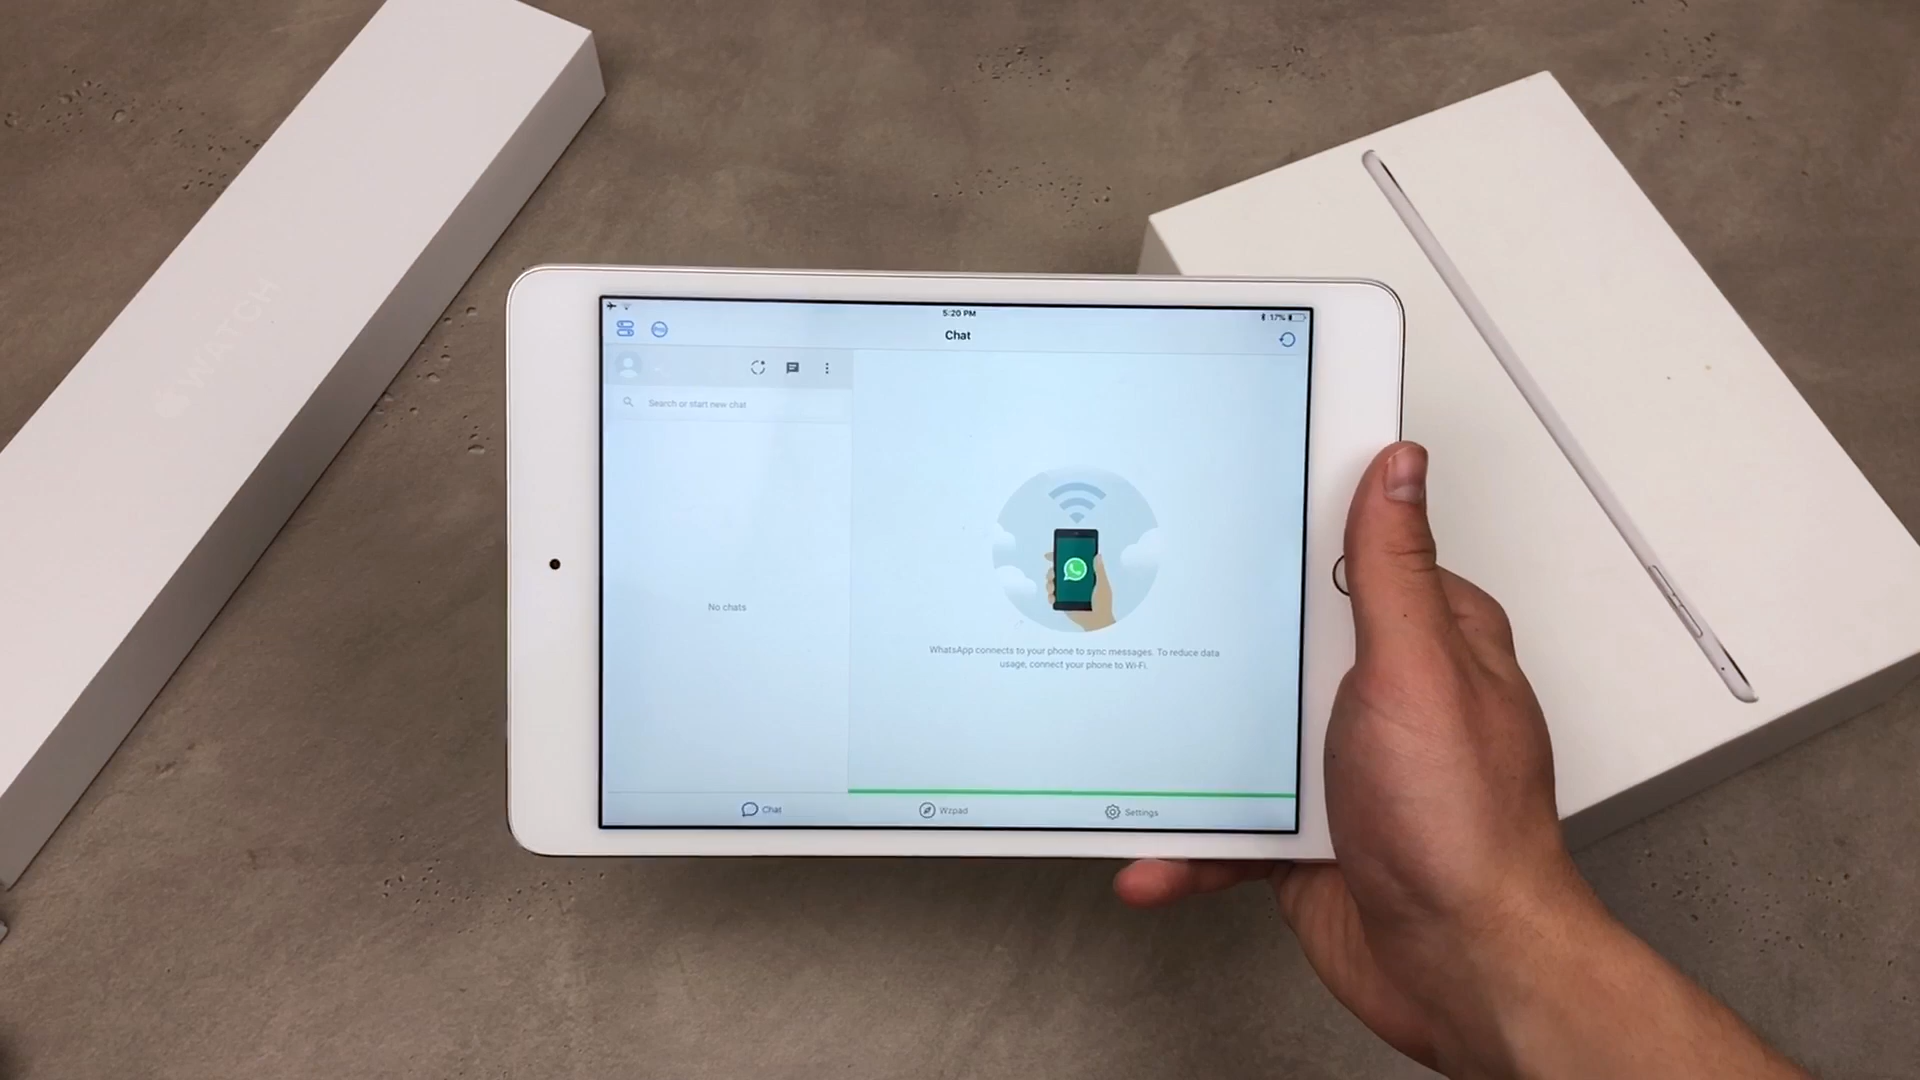 WATCH
5:20 PM
17%
Chat
Search or start new chat
No chats
WhatsApp connects to your phone to sync messages. To reduce data
usage, connect your phone to Wi-Fi.
Chat
Wzpad
Settings